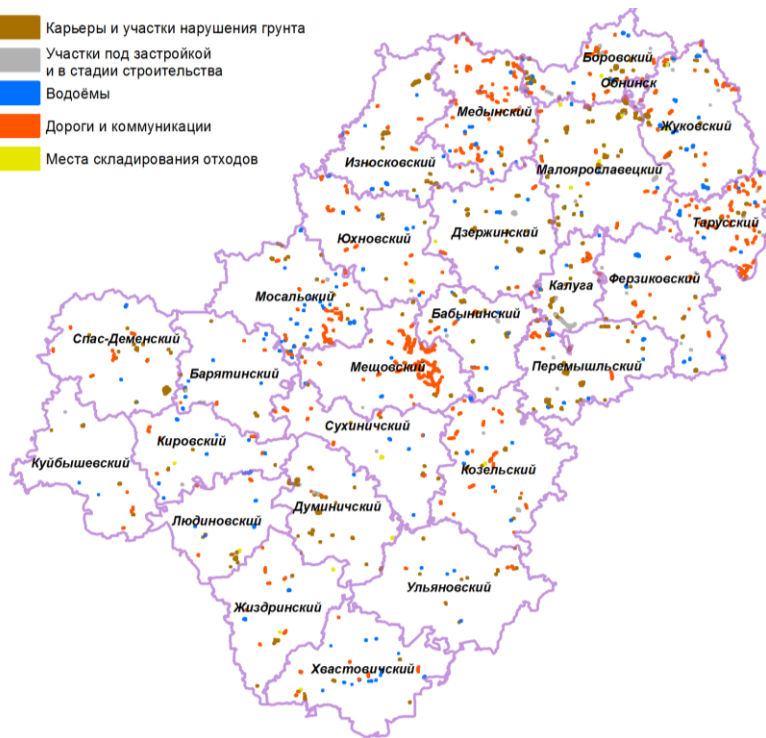 Карьеры и участки нарушения грунта
Участки под застройкой
и в стадии строительства
Водоёмы
Дороги и коммуникации
Места складирования отходов
Боровский
Обнинск
Медынский
Жуковский
Износковский
Малоярославецкий
Тарусский
Дзержинский
Юхновский
Ферзиковский
Калуга
Мосальский
Бабынинский
Спас-Деменский
Перемышльский
Мещовский
Барятинский
Сухиничский
Кировский
Куйбышевский
Козельский
Думиничский
Людиновский
Ульяновский
Жиздринский
Хвастовичский